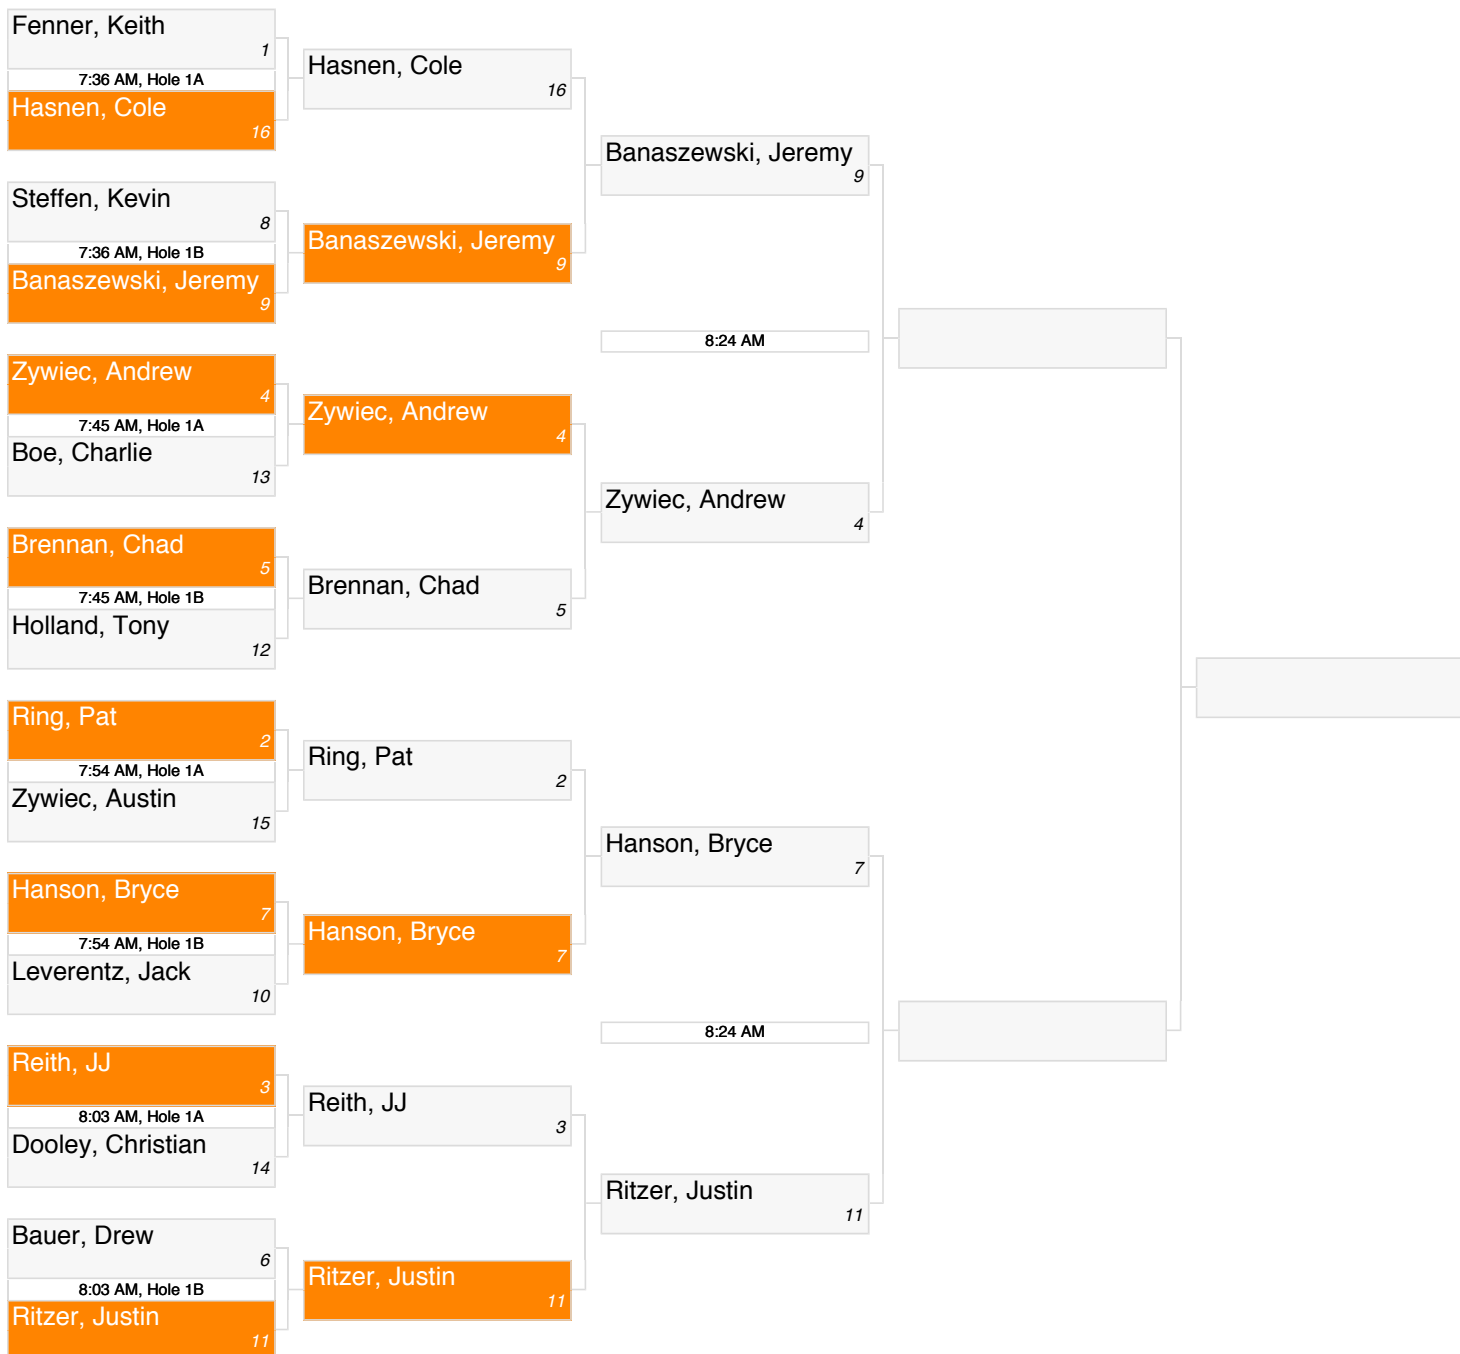 Fenner, Keith
1
7:36 AM, Hole 1A
Hasnen, Cole
16
Steffen, Kevin
8
7:36 AM, Hole 1B
Banaszewski, Jeremy
9
Zywiec, Andrew
4
7:45 AM, Hole 1A
Boe, Charlie
13
Brennan, Chad
5
7:45 AM, Hole 1B
Holland, Tony
12
Ring, Pat
2
7:54 AM, Hole 1A
Zywiec, Austin
15
Hanson, Bryce
7
7:54 AM, Hole 1B
Leverentz, Jack
10
Reith, JJ
3
8:03 AM, Hole 1A
Dooley, Christian
14
Bauer, Drew
6
8:03 AM, Hole 1B
Ritzer, Justin
11
Hasnen, Cole
16
Banaszewski, Jeremy
9
Zywiec, Andrew
4
Brennan, Chad
5
Ring, Pat
2
Hanson, Bryce
7
Reith, JJ
3
Ritzer, Justin
11
Banaszewski, Jeremy
9
8:24 AM
Zywiec, Andrew
4
Hanson, Bryce
7
8:24 AM
Ritzer, Justin
11